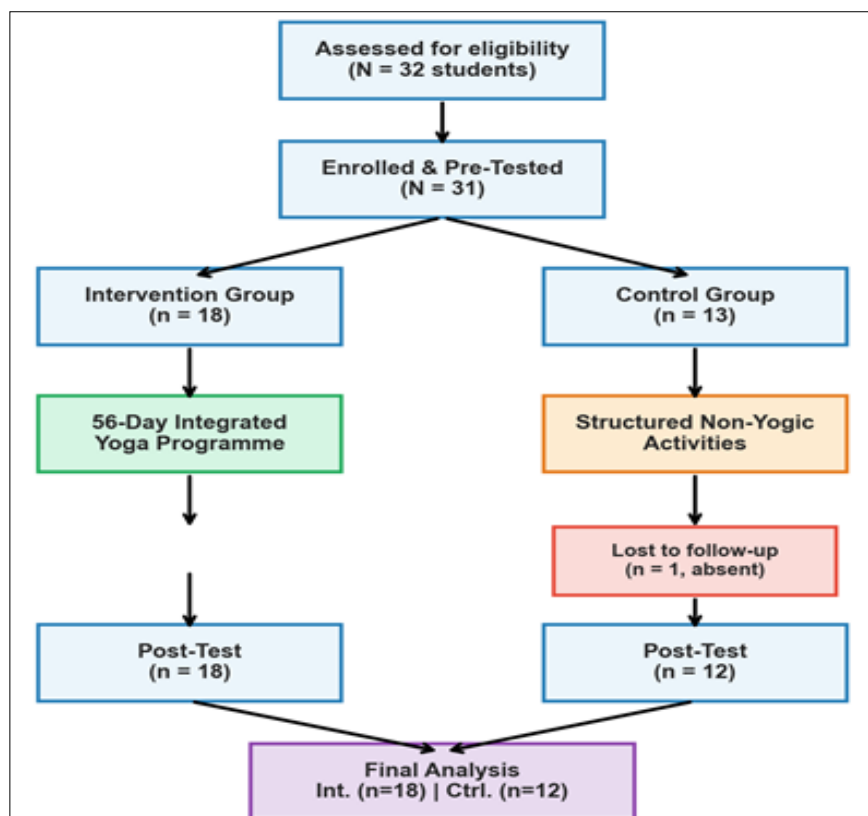 Assessed for eligibility
(N = 32 students)
Enrolled & Pre-Tested
(N = 31)
Intervention Group
(n = 18)
Control Group
(n = 13)
56-Day Integrated
Yoga Programme
Structured Non-Yogic
Activities
Lost to follow-up
(n = 1, absent)
Post-Test
(n = 18)
Post-Test
(n = 12)
Final Analysis
Int. (n=18) | Ctrl. (n=12)